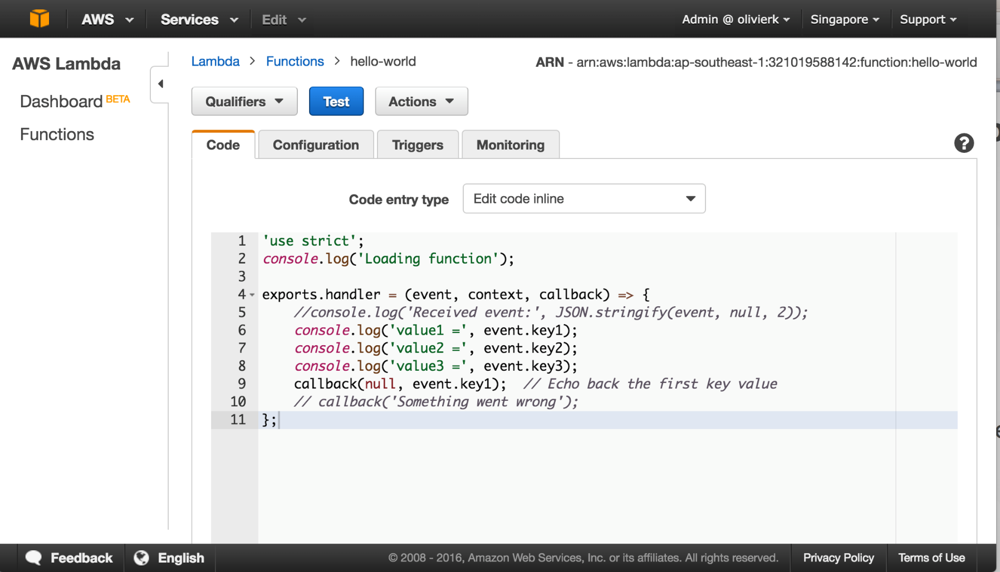 AWS Services Edit Admin @ olivierk Singapore Support
AWS Lambda
Dashboard BETA
Functions
Lambda > Functions > hello-world
ARN - arn:aws:lambda:ap-southeast-1:321019588142:function:hello-world
Qualifiers Test Actions
Code Configuration Triggers Monitoring
?
Code entry type Edit code inline
1 'use strict';
2 console.log('Loading function');
3
4 exports.handler = (event, context, callback) => {
5 //console.log('Received event:', JSON.stringify(event, null, 2));
6 console.log('value1 =', event.key1);
7 console.log('value2 =', event.key2);
8 console.log('value3 =', event.key3);
9 callback(null, event.key1);  // Echo back the first key value
10 // callback('Something went wrong');
11 };
Feedback English © 2008 - 2016, Amazon Web Services, Inc. or its affiliates. All rights reserved. Privacy Policy Terms of Use